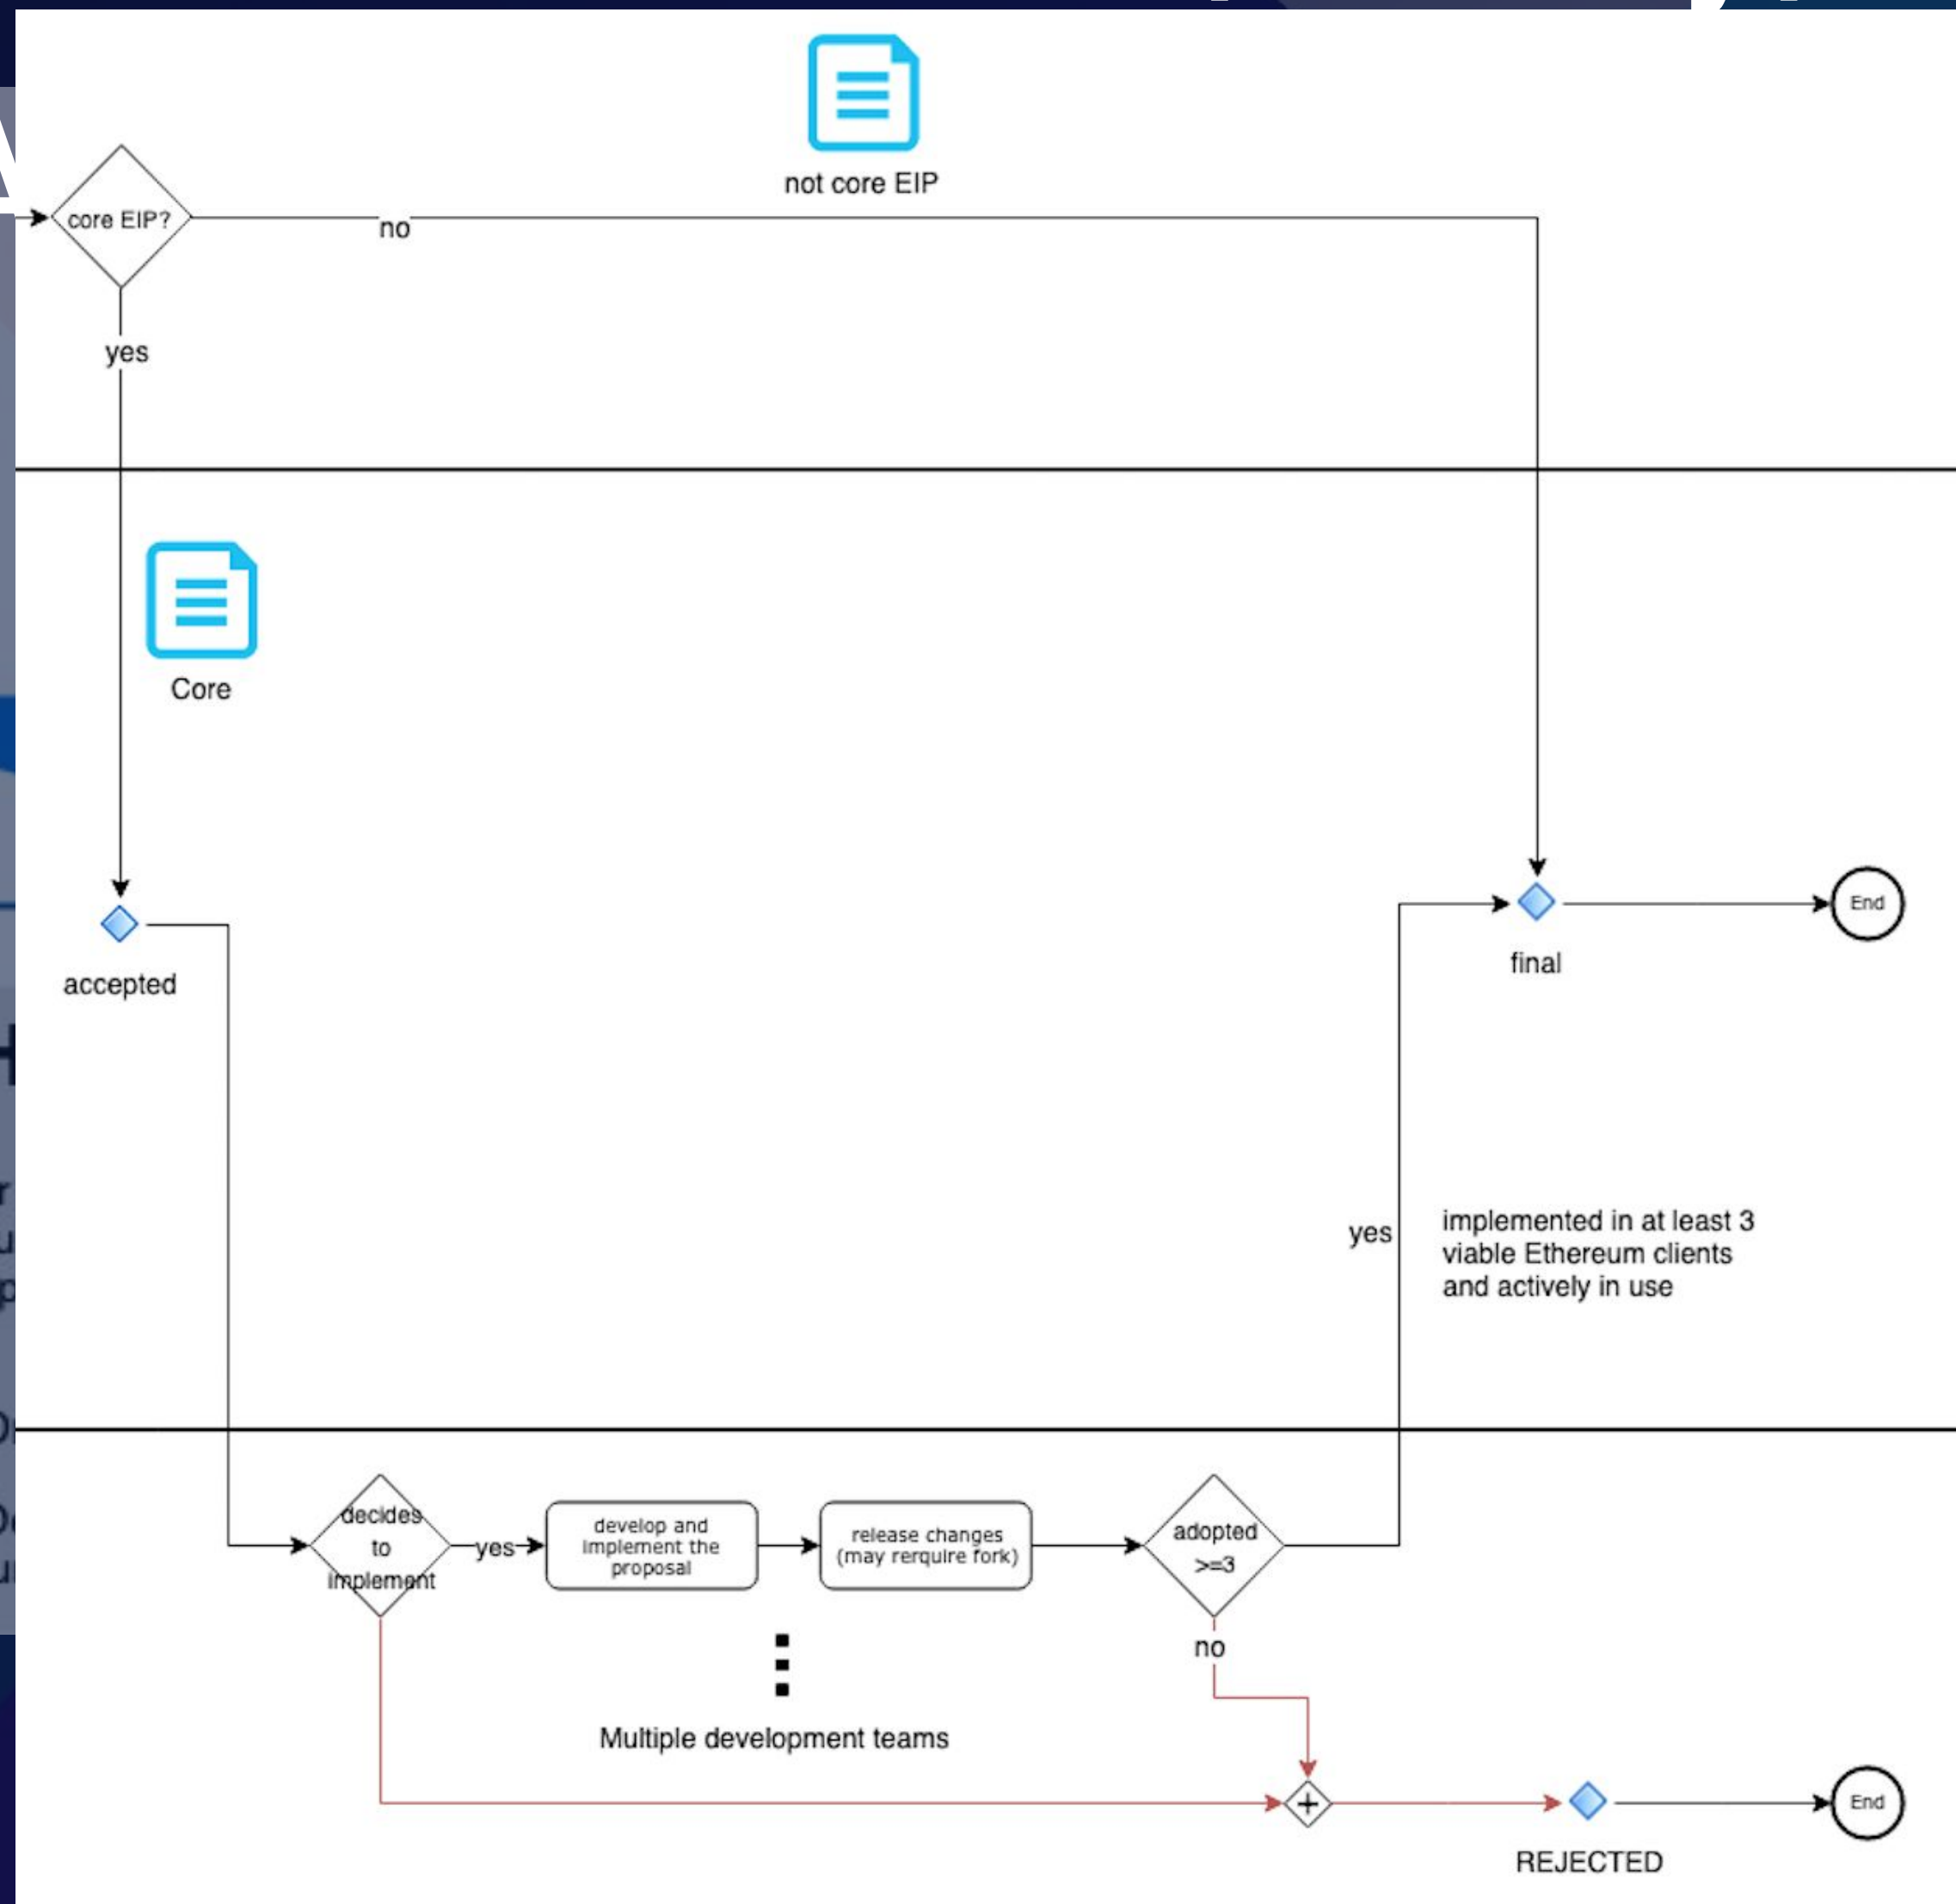 not core EIP
core EIP?
no
yes
Core
accepted
End
final
yes
implemented in at least 3
viable Ethereum clients
and actively in use
decides
to
implement
yes
develop and
implement the
proposal
release changes
(may rerquire fork)
adopted
>=3
no
Multiple development teams
End
REJECTED